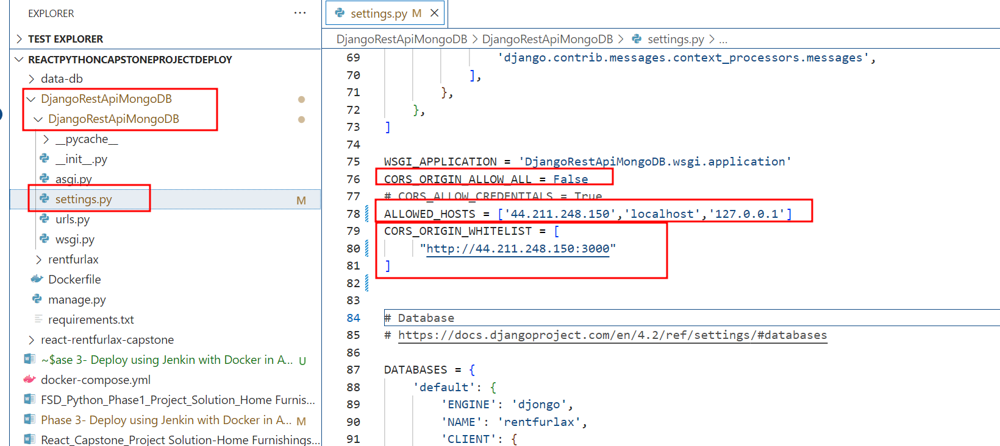 EXPLORER
···
TEST EXPLORER
REACTPYTHONCAPSTONEPROJECTDEPLOY
data-db
DjangoRestApiMongoDB
DjangoRestApiMongoDB
__pycache__
__init__.py
asgi.py
settings.py M
urls.py
wsgi.py
rentfurlax
Dockerfile
manage.py
requirements.txt
react-rentfurlax-capstone
~$ase 3- Deploy using Jenkin with Docker in A... U
docker-compose.yml
FSD_Python_Phase1_Project_Solution_Home Furnis...
Phase 3- Deploy using Jenkin with Docker in A... M
React_Capstone_Project Solution-Home Furnishings...
settings.py M
DjangoRestApiMongoDB > DjangoRestApiMongoDB > settings.py > ...
69 'django.contrib.messages.context_processors.messages',
70 ],
71 },
72 },
73 ]
74
75 WSGI_APPLICATION = 'DjangoRestApiMongoDB.wsgi.application'
76 CORS_ORIGIN_ALLOW_ALL = False
77 # CORS_ALLOW_CREDENTIALS = True
78 ALLOWED_HOSTS = ['44.211.248.150','localhost','127.0.0.1']
79 CORS_ORIGIN_WHITELIST = [
80 "http://44.211.248.150:3000"
81 ]
82
83
84 # Database
85 # https://docs.djangoproject.com/en/4.2/ref/settings/#databases
86
87 DATABASES = {
88 'default': {
89 'ENGINE': 'djongo',
90 'NAME': 'rentfurlax',
91 'CLIENT': {